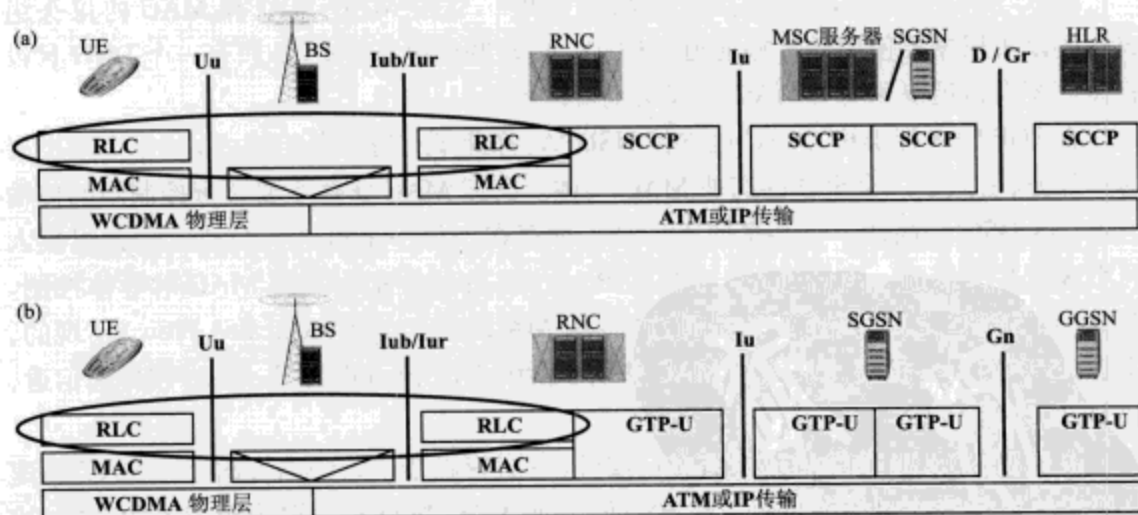 (a)
UE
Uu
BS
Iub/Iur
RNC
Iu
MSC服务器
SGSN
D / Gr
HLR
RLC
RLC
SCCP
SCCP
SCCP
SCCP
MAC
MAC
WCDMA 物理层
ATM或IP传输
(b)
UE
Uu
BS
Iub/Iur
RNC
Iu
SGSN
Gn
GGSN
RLC
RLC
GTP-U
GTP-U
GTP-U
GTP-U
MAC
MAC
WCDMA 物理层
ATM或IP传输